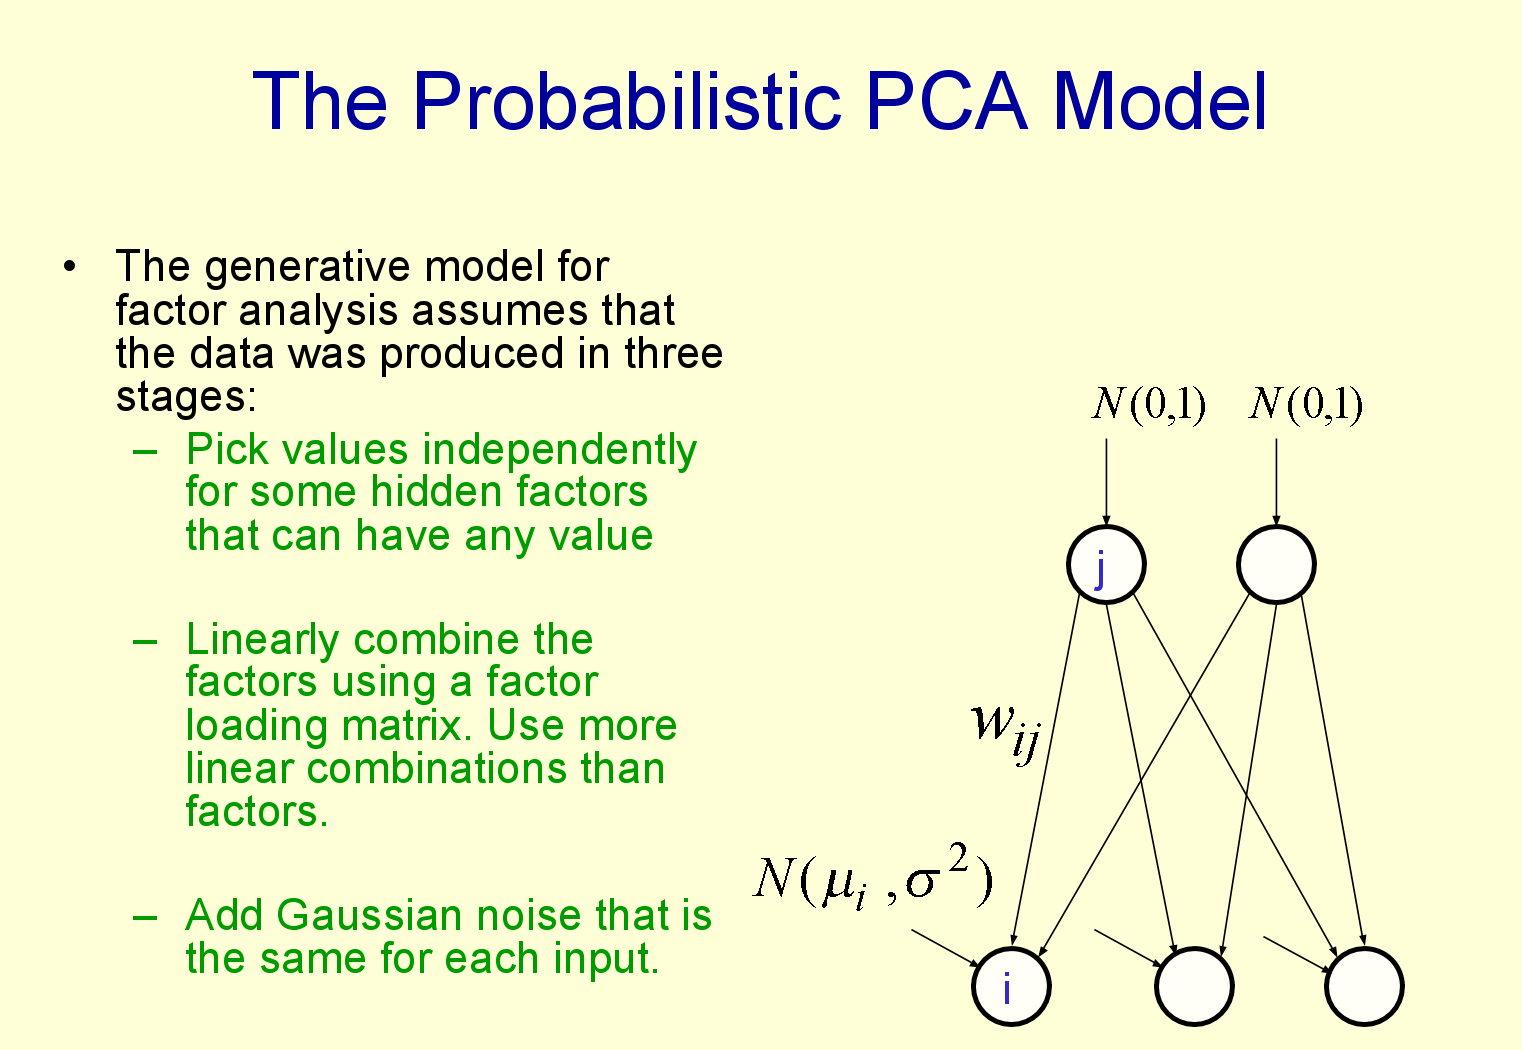 The Probabilistic PCA Model
• The generative model for
factor analysis assumes that
the data was produced in three
stages:
– Pick values independently
for some hidden factors
that can have any value
– Linearly combine the
factors using a factor
loading matrix. Use more
linear combinations than
factors.
– Add Gaussian noise that is
the same for each input.
N(0,1) N(0,1)
j
w_{ij}
N(μ_i, σ²)
i